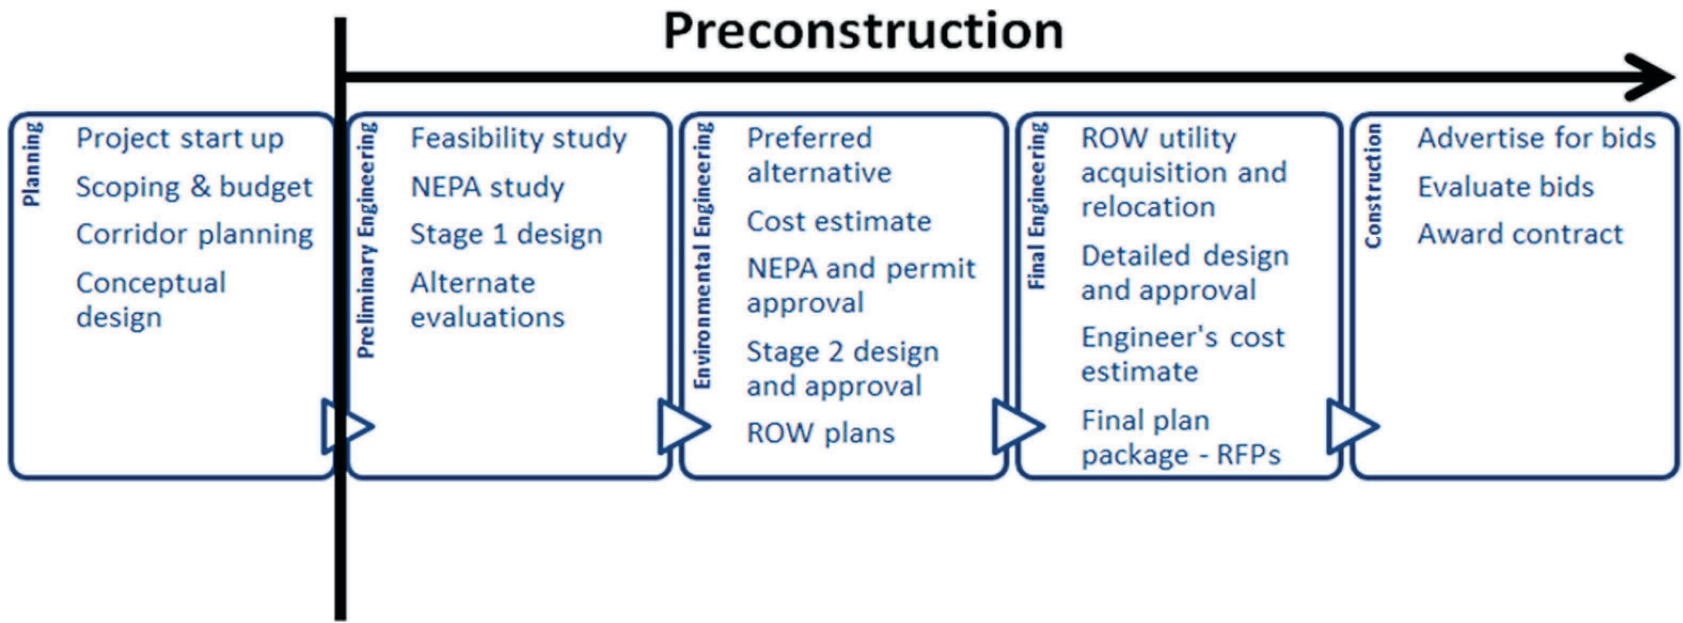 Preconstruction
Planning
Project start up
Scoping & budget
Corridor planning
Conceptual
design
Preliminary Engineering
Feasibility study
NEPA study
Stage 1 design
Alternate
evaluations
Environmental Engineering
Preferred
alternative
Cost estimate
NEPA and permit
approval
Stage 2 design
and approval
ROW plans
Final Engineering
ROW utility
acquisition and
relocation
Detailed design
and approval
Engineer's cost
estimate
Final plan
package - RFPs
Construction
Advertise for bids
Evaluate bids
Award contract